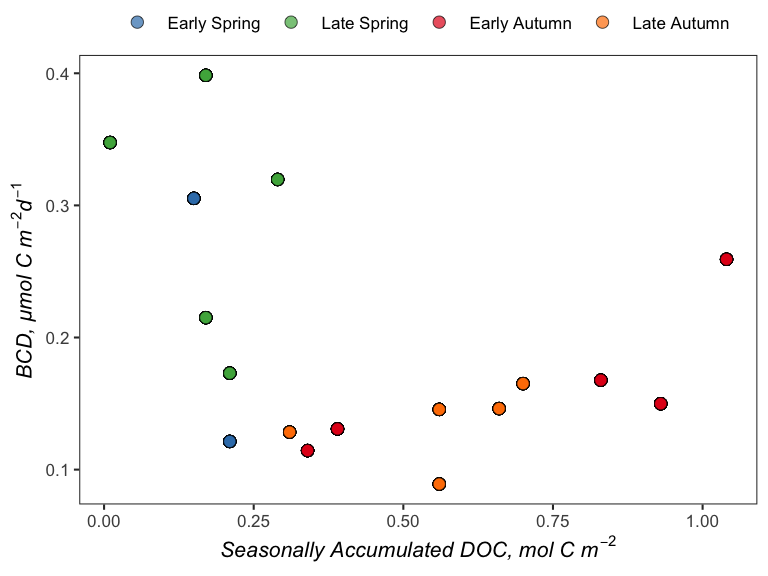 Early Spring Late Spring Early Autumn Late Autumn
0.4
0.3
0.2
0.1
BCD, μmol C m⁻²d⁻¹
0.00 0.25 0.50 0.75 1.00
Seasonally Accumulated DOC, mol C m⁻²